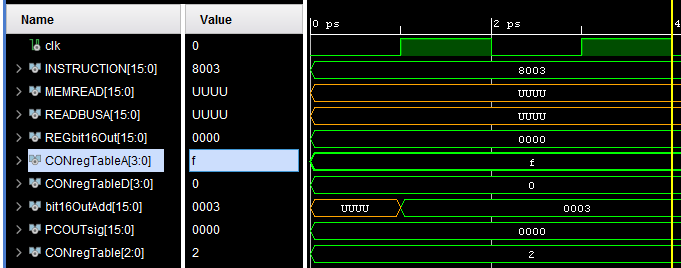 Name Value 0 ps 2 ps 4
clk 0
INSTRUCTION[15:0] 8003 8003
MEMREAD[15:0] UUUU UUUU
READBUSA[15:0] UUUU UUUU
REGbit16Out[15:0] 0000 0000
CONregTableA[3:0] f f
CONregTableD[3:0] 0 0
bit16OutAdd[15:0] 0003 UUUU 0003
PCOUTsig[15:0] 0000 0000
CONregTable[2:0] 2 2